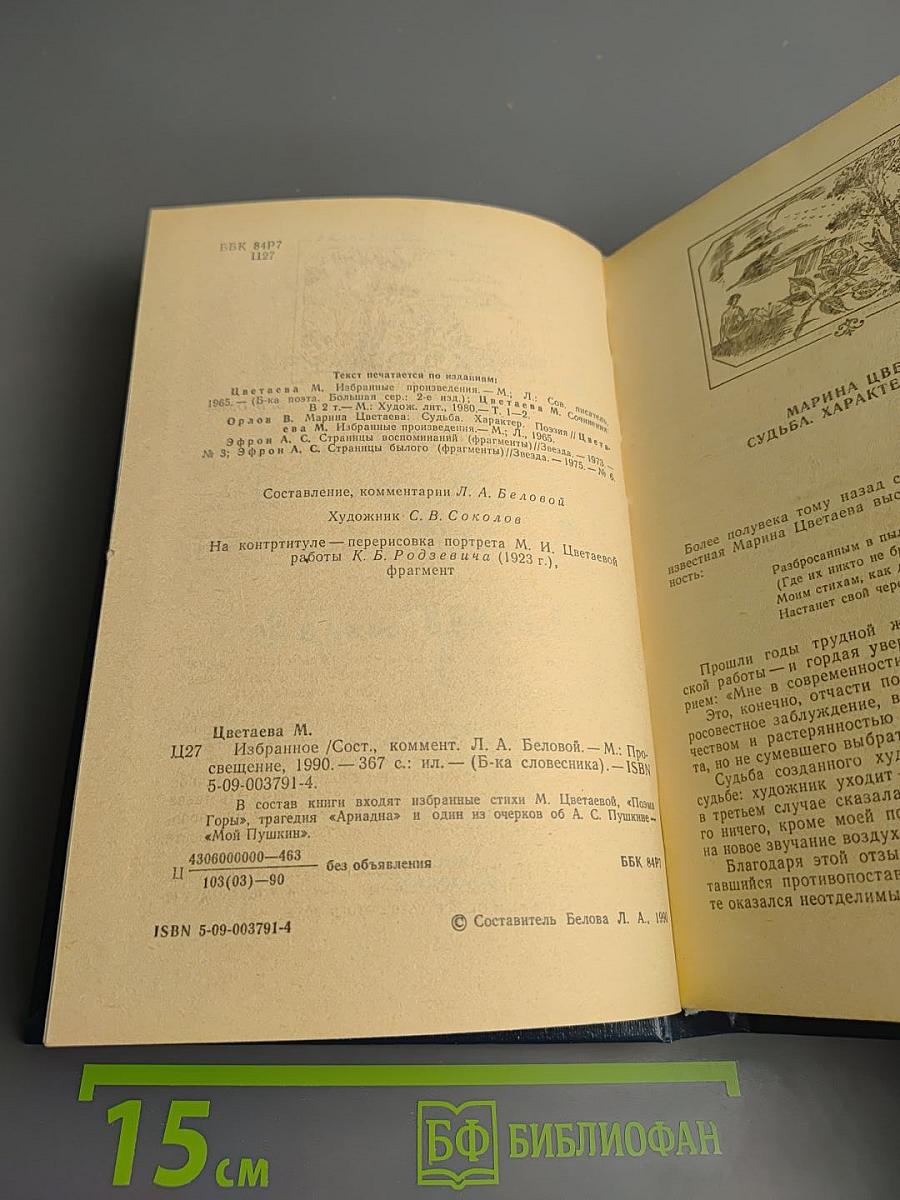 ББК 84Р7
Ц27
Текст печатается по изданиям:
Цветаева М. Избранные произведения. — М.; Л.: Сов. писатель,
1965. — (Б-ка поэта. Большая сер.: 2-е изд.); Цветаева М. Сочинения:
В 2 т. — М.: Худож. лит., 1980. — Т. 1—2.
Орлов В. Марина Цветаева. Судьба. Характер. Поэзия // Цвета-
ева М. Избранные произведения. — М.; Л., 1965.
Эфрон А. С. Страницы воспоминаний (фрагменты)//Звезда. — 1973. —
№ 3; Эфрон А. С. Страницы былого (фрагменты)//Звезда. — 1975. — № 6.
Составление, комментарии Л. А. Беловой
Художник С. В. Соколов
На контртитуле — перерисовка портрета М. И. Цветаевой
работы К. Б. Родзевича (1923 г.),
фрагмент
Цветаева М.
Ц27 Избранное /Сост., коммент. Л. А. Беловой. — М.: Про-
свещение, 1990. — 367 с.: ил. — (Б-ка словесника). — ISBN
5-09-003791-4.
В состав книги входят избранные стихи М. Цветаевой, «Поэма
Горы», трагедия «Ариадна» и один из очерков об А. С. Пушкине —
«Мой Пушкин».
Ц 4306000000—463
103(03)—90 без объявления
ББК 84Р7
ISBN 5-09-003791-4
© Составитель Белова Л. А., 1990
МАРИНА ЦВЕ
СУДЬБА. ХАРАКТЕ
Более полувека тому назад с
известная Марина Цветаева выс
ность:
Разбросанным в пыл
(Где их никто не бр
Моим стихам, как д
Настанет свой чере
Прошли годы трудной ж
ской работы — и гордая увер
рием: «Мне в современности
Это, конечно, отчасти по
росовестное заблуждение, в
чеством и растерянностью
та, но не сумевшего выбрат
Судьба созданного худ
судьбе: художник уходит —
в третьем случае сказала
го ничего, кроме моей по
на новое звучание воздух
Благодаря этой отзы
тавшийся противопостав
те оказался неотделимы
15 см
БФ БИБЛИОФАН